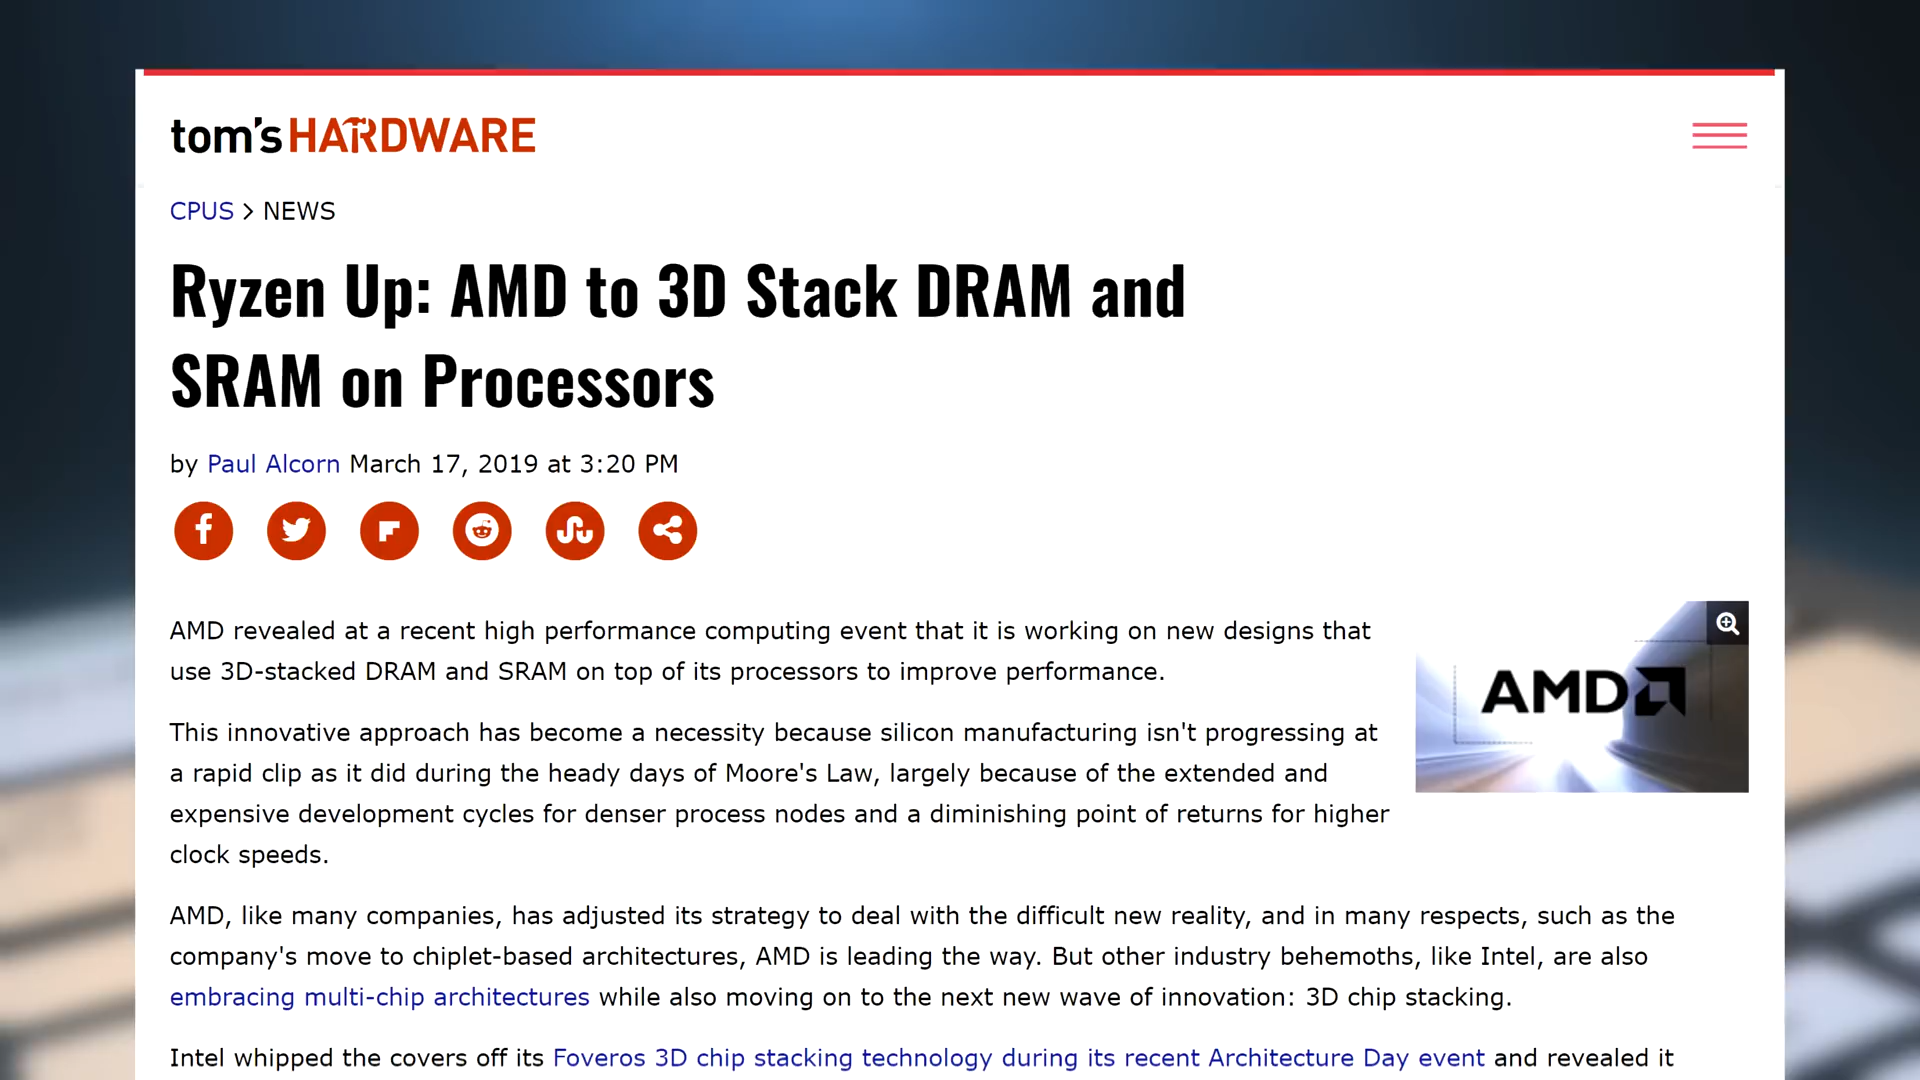 tom's HARDWARE
CPUS > NEWS
Ryzen Up: AMD to 3D Stack DRAM and
SRAM on Processors
by Paul Alcorn March 17, 2019 at 3:20 PM
AMD revealed at a recent high performance computing event that it is working on new designs that
use 3D-stacked DRAM and SRAM on top of its processors to improve performance.
AMD
This innovative approach has become a necessity because silicon manufacturing isn't progressing at
a rapid clip as it did during the heady days of Moore's Law, largely because of the extended and
expensive development cycles for denser process nodes and a diminishing point of returns for higher
clock speeds.
AMD, like many companies, has adjusted its strategy to deal with the difficult new reality, and in many respects, such as the
company's move to chiplet-based architectures, AMD is leading the way. But other industry behemoths, like Intel, are also
embracing multi-chip architectures while also moving on to the next new wave of innovation: 3D chip stacking.
Intel whipped the covers off its Foveros 3D chip stacking technology during its recent Architecture Day event and revealed it